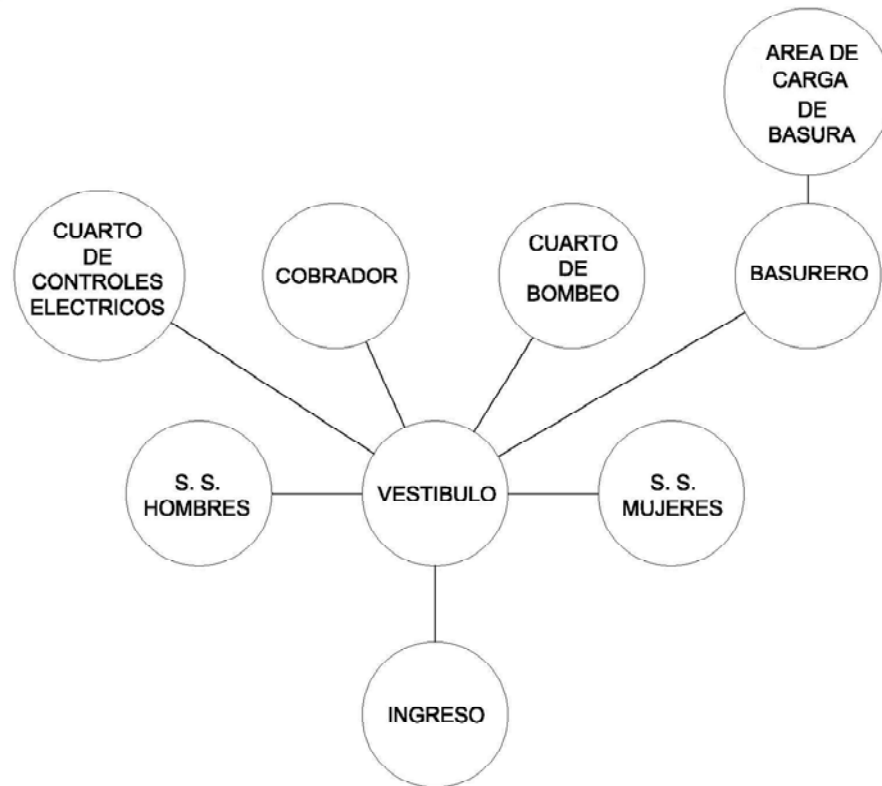 AREA DE
CARGA
DE
BASURA
CUARTO
DE
CONTROLES
ELECTRICOS
COBRADOR
CUARTO
DE
BOMBEO
BASURERO
S. S.
HOMBRES
VESTIBULO
S. S.
MUJERES
INGRESO